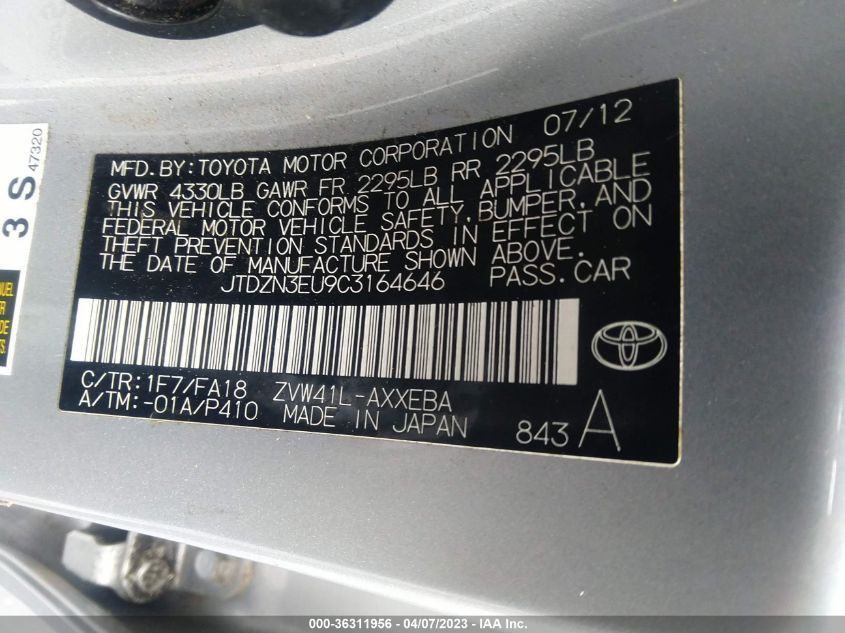 3 S 47320
NUEL
ER
DE
S.
07/12
MFD.BY:TOYOTA MOTOR CORPORATION
GVWR 4330LB GAWR FR 2295LB RR 2295LB
THIS VEHICLE CONFORMS TO ALL APPLICABLE
FEDERAL MOTOR VEHICLE SAFETY,BUMPER,AND
THEFT PREVENTION STANDARDS IN EFFECT ON
THE DATE OF MANUFACTURE SHOWN ABOVE.
JTDZN3EU9C3164646 PASS.CAR
C/TR:1F7/FA18 ZVW41L-AXXEBA
A/TM:-01A/P410 MADE IN JAPAN 843 A
000-36311956 - 04/07/2023 - IAA Inc.